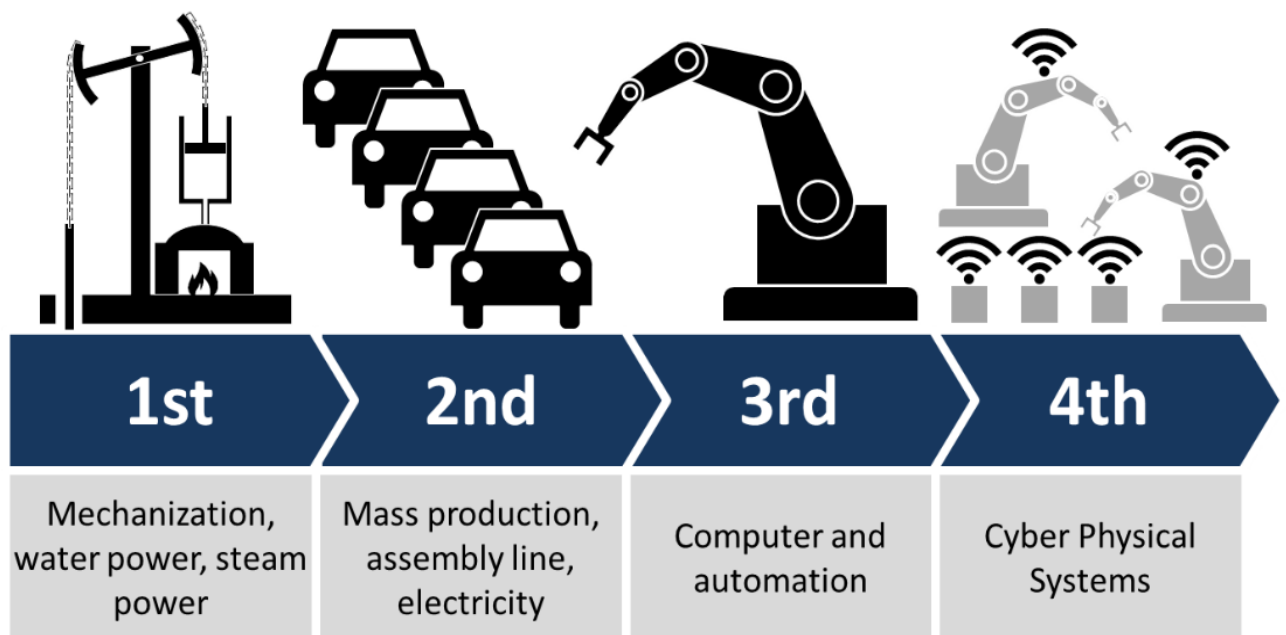 1st
2nd
3rd
4th
Mechanization,
water power, steam
power
Mass production,
assembly line,
electricity
Computer and
automation
Cyber Physical
Systems